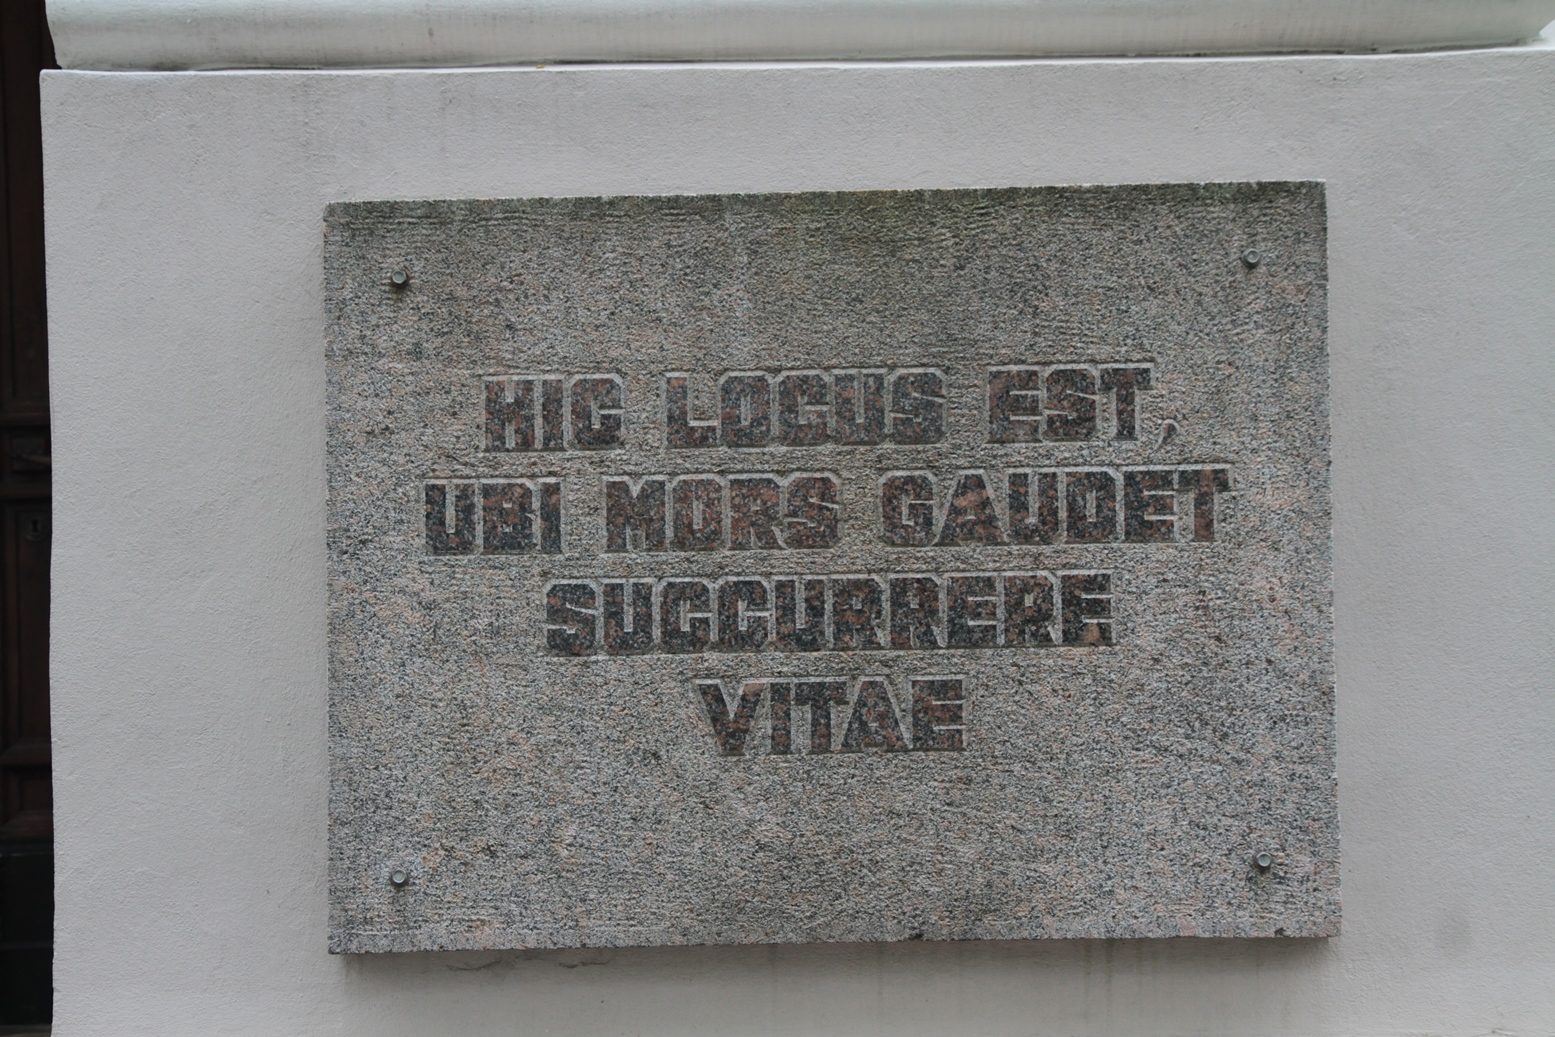 HIC LOCUS EST,
UBI MORS GAUDET
SUCCURRERE
VITAE